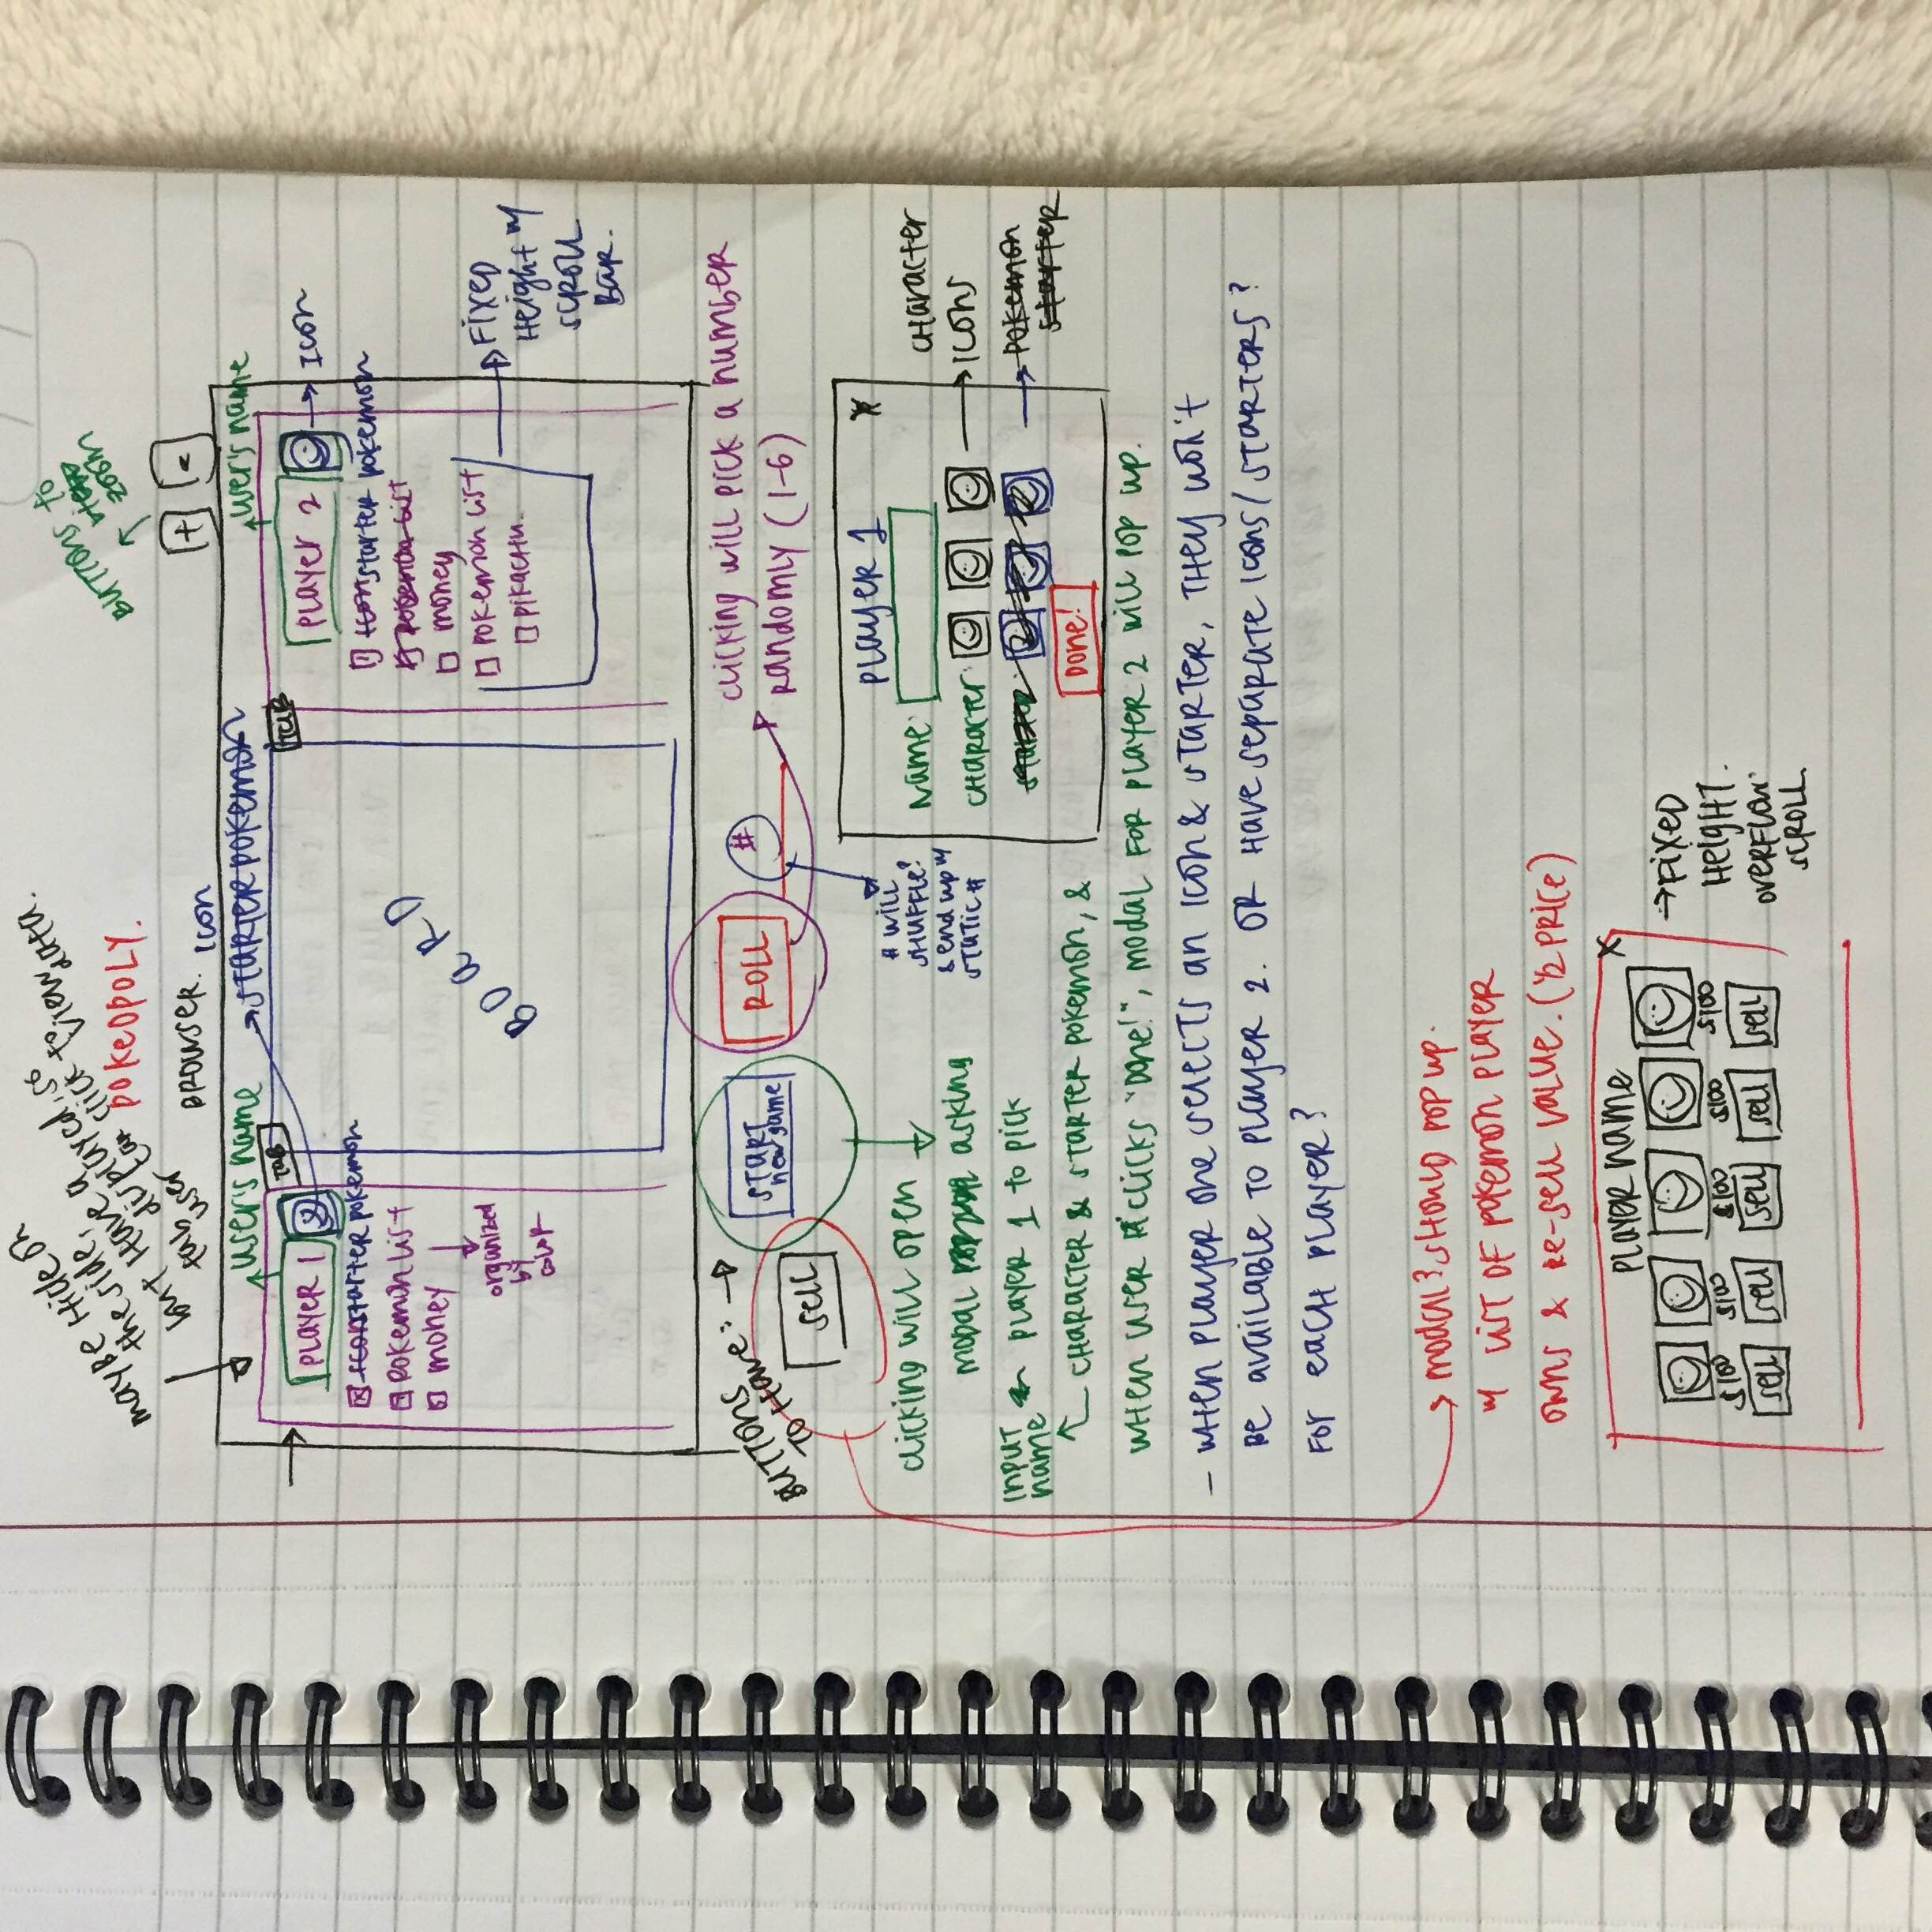 maybe Hide on
the side,
but have a
tab displayed, so
user can click to
view data.
POKEOPOLY.
BROWSER.
BUTTONS to
view
zoom
+ -
Icon
user's name
STARTER POKEMON
user's name
TAB
TAB
PLAYER 1
Player 2
Icon
icon starter pokemon
Pokemon list
money
organized
by
color
BOARD
icon starter pokemon
pokemon list
money
pokemon list
pikachu.
FIXED
Height w/
SCROLL
BAR.
BUTTONS
TO Have:
SELL
START
new game
ROLL
#
clicking will pick a number
randomly (1-6)
# will
SHUFFLE?
& end up w/
STATIC #
clicking will open
modal asking
input
name
player 1 to pick
CHARACTER & STARTER POKEMON, &
when user clicks "Done!", modal for player 2 will pop up.
Player 1
X
Name:
CHARACTER:
starter:
Done!
CHaracter
icons
pokemon
starter
- when player one selects an icon & starter, they won't
be available to player 2. OR have separate icons/starters?
for each player?
modal? should pop up.
w/ list of pokemon player
owns & re-sell value. (1/2 price)
Player name
X
$100 $100 $100 $100 $100
sell sell sell sell sell
Fixed
Height.
overflow:
scroll.